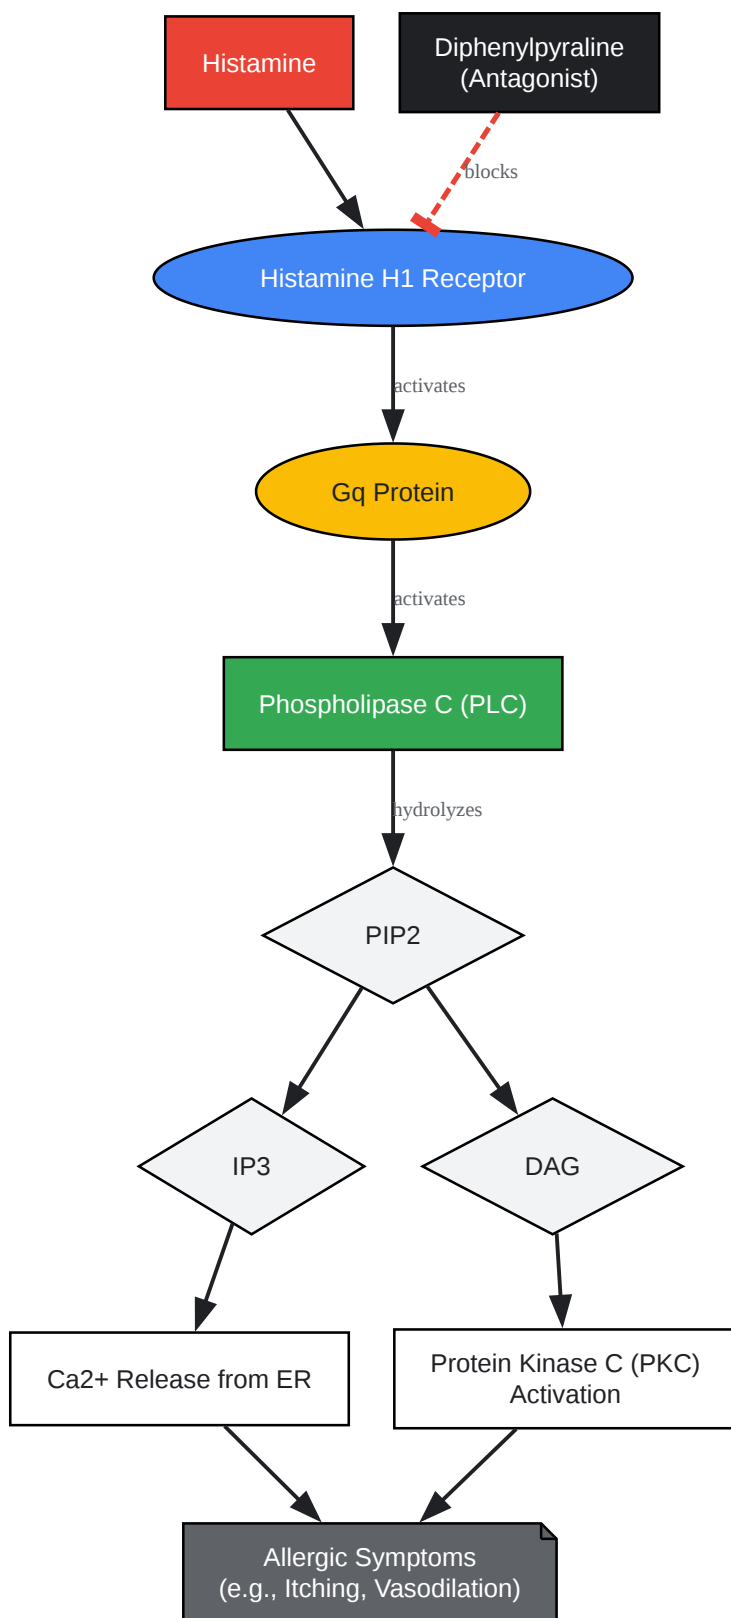 Histamine
Diphenylpyraline
(Antagonist)
blocks
Histamine H1 Receptor
activates
Gq Protein
activates
Phospholipase C (PLC)
hydrolyzes
PIP2
IP3
DAG
Ca2+ Release from ER
Protein Kinase C (PKC)
Activation
Allergic Symptoms
(e.g., Itching, Vasodilation)